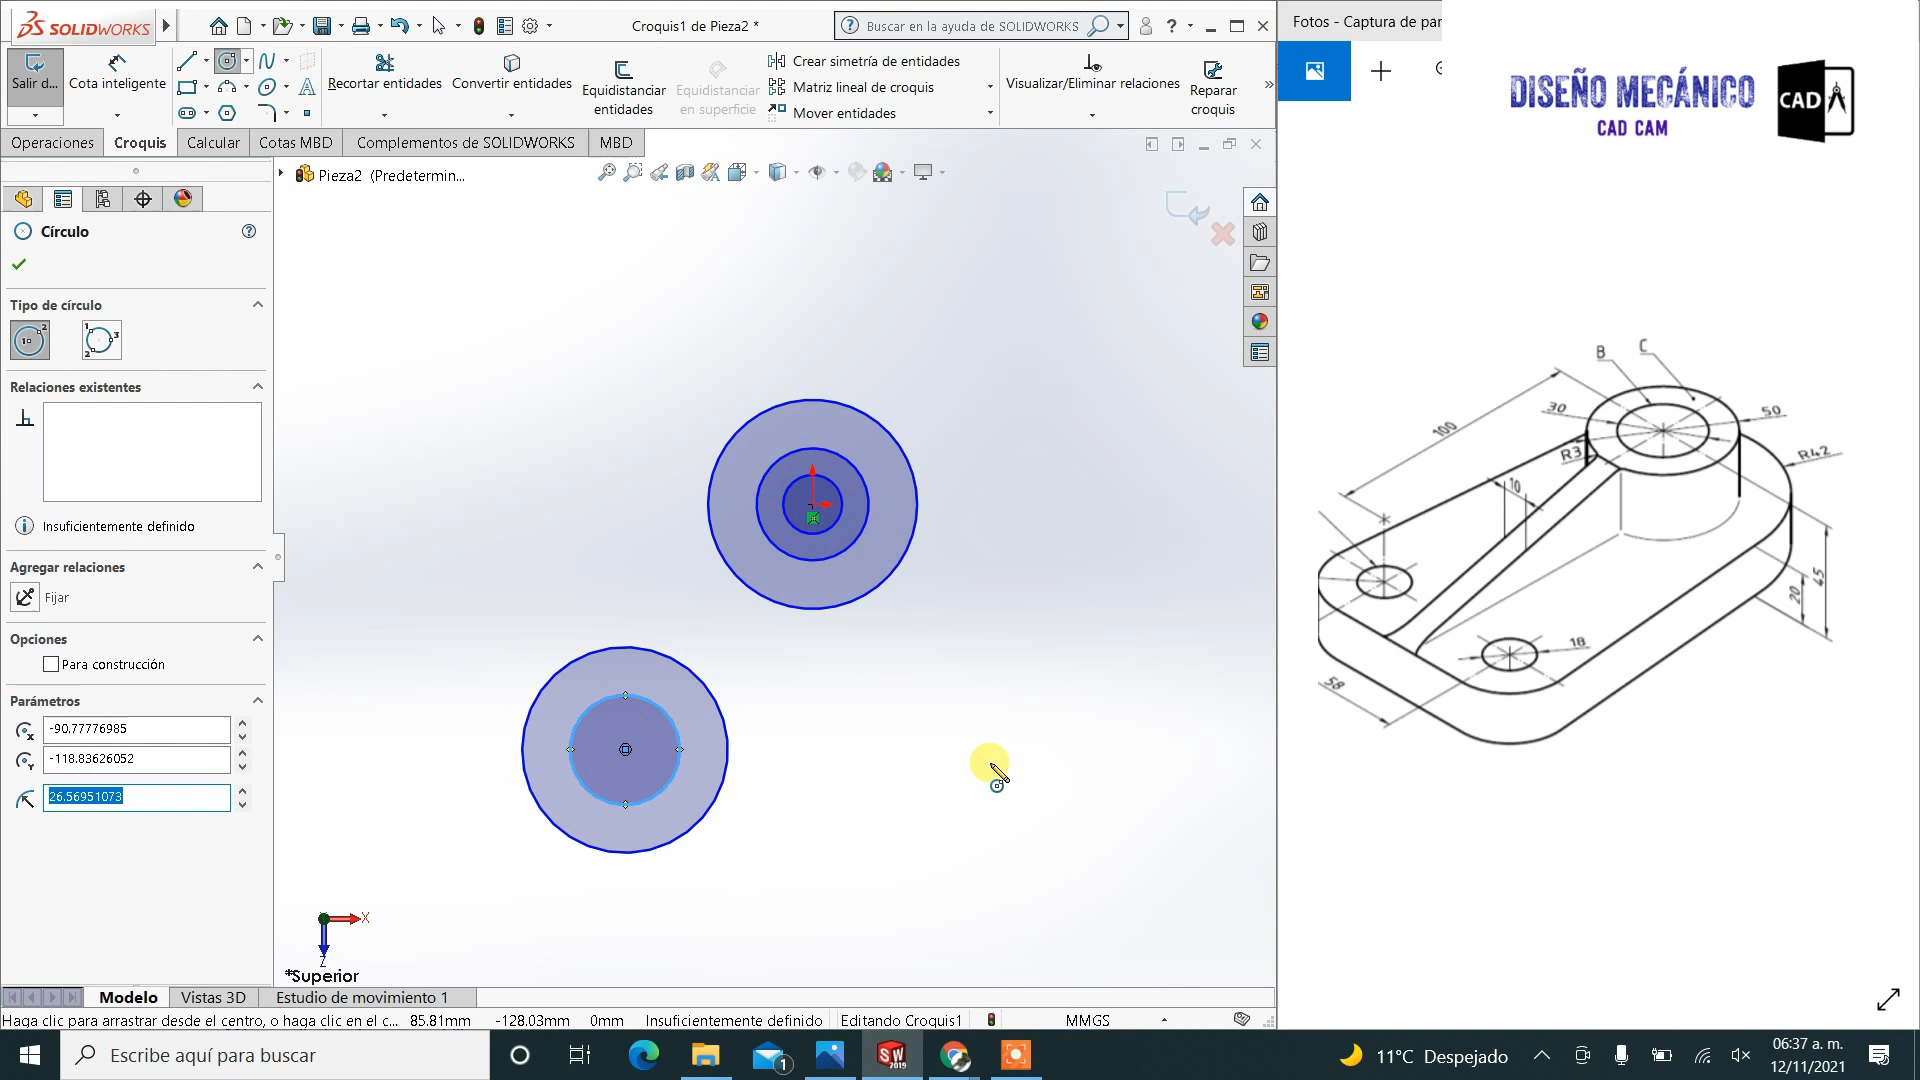 SOLIDWORKS
Croquis1 de Pieza2 *
Buscar en la ayuda de SOLIDWORKS
Fotos - Captura de par
Salir d...
Cota inteligente
Recortar entidades
Convertir entidades
Equidistanciar entidades
Equidistanciar en superficie
Crear simetría de entidades
Matriz lineal de croquis
Mover entidades
Visualizar/Eliminar relaciones
Reparar croquis
Operaciones
Croquis
Calcular
Cotas MBD
Complementos de SOLIDWORKS
MBD
Pieza2 (Predetermin...
Círculo
Tipo de círculo
Relaciones existentes
Insuficientemente definido
Agregar relaciones
Fijar
Opciones
Para construcción
Parámetros
-90.77776985
-118.83626052
26.56951073
X
Z
*Superior
Modelo
Vistas 3D
Estudio de movimiento 1
Haga clic para arrastrar desde el centro, o haga clic en el c...
85.81mm
-128.03mm
0mm
Insuficientemente definido
Editando Croquis1
MMGS
DISEÑO MECÁNICO
CAD CAM
CAD
B
C
30
50
100
R3
R42
10
45
20
18
58
Escribe aquí para buscar
1
SW
2019
11°C Despejado
06:37 a. m.
12/11/2021